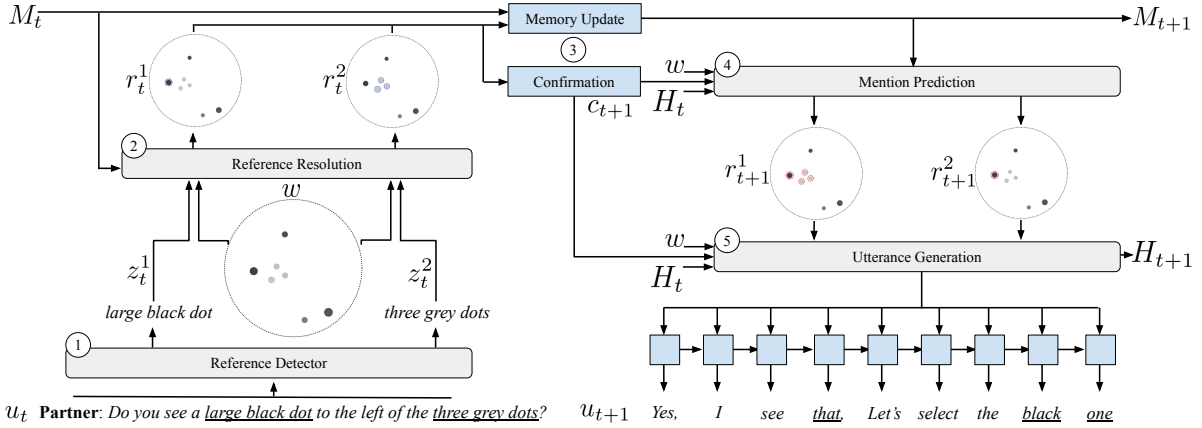 M_t
Memory Update
M_{t+1}
3
r_t^1
r_t^2
Confirmation
c_{t+1}
w
H_t
4
Mention Prediction
2
Reference Resolution
w
r_{t+1}^1
r_{t+1}^2
z_t^1
z_t^2
w
H_t
5
Utterance Generation
H_{t+1}
large black dot
three grey dots
1
Reference Detector
u_t Partner: Do you see a large black dot to the left of the three grey dots?
u_{t+1} Yes, I see that, Let's select the black one